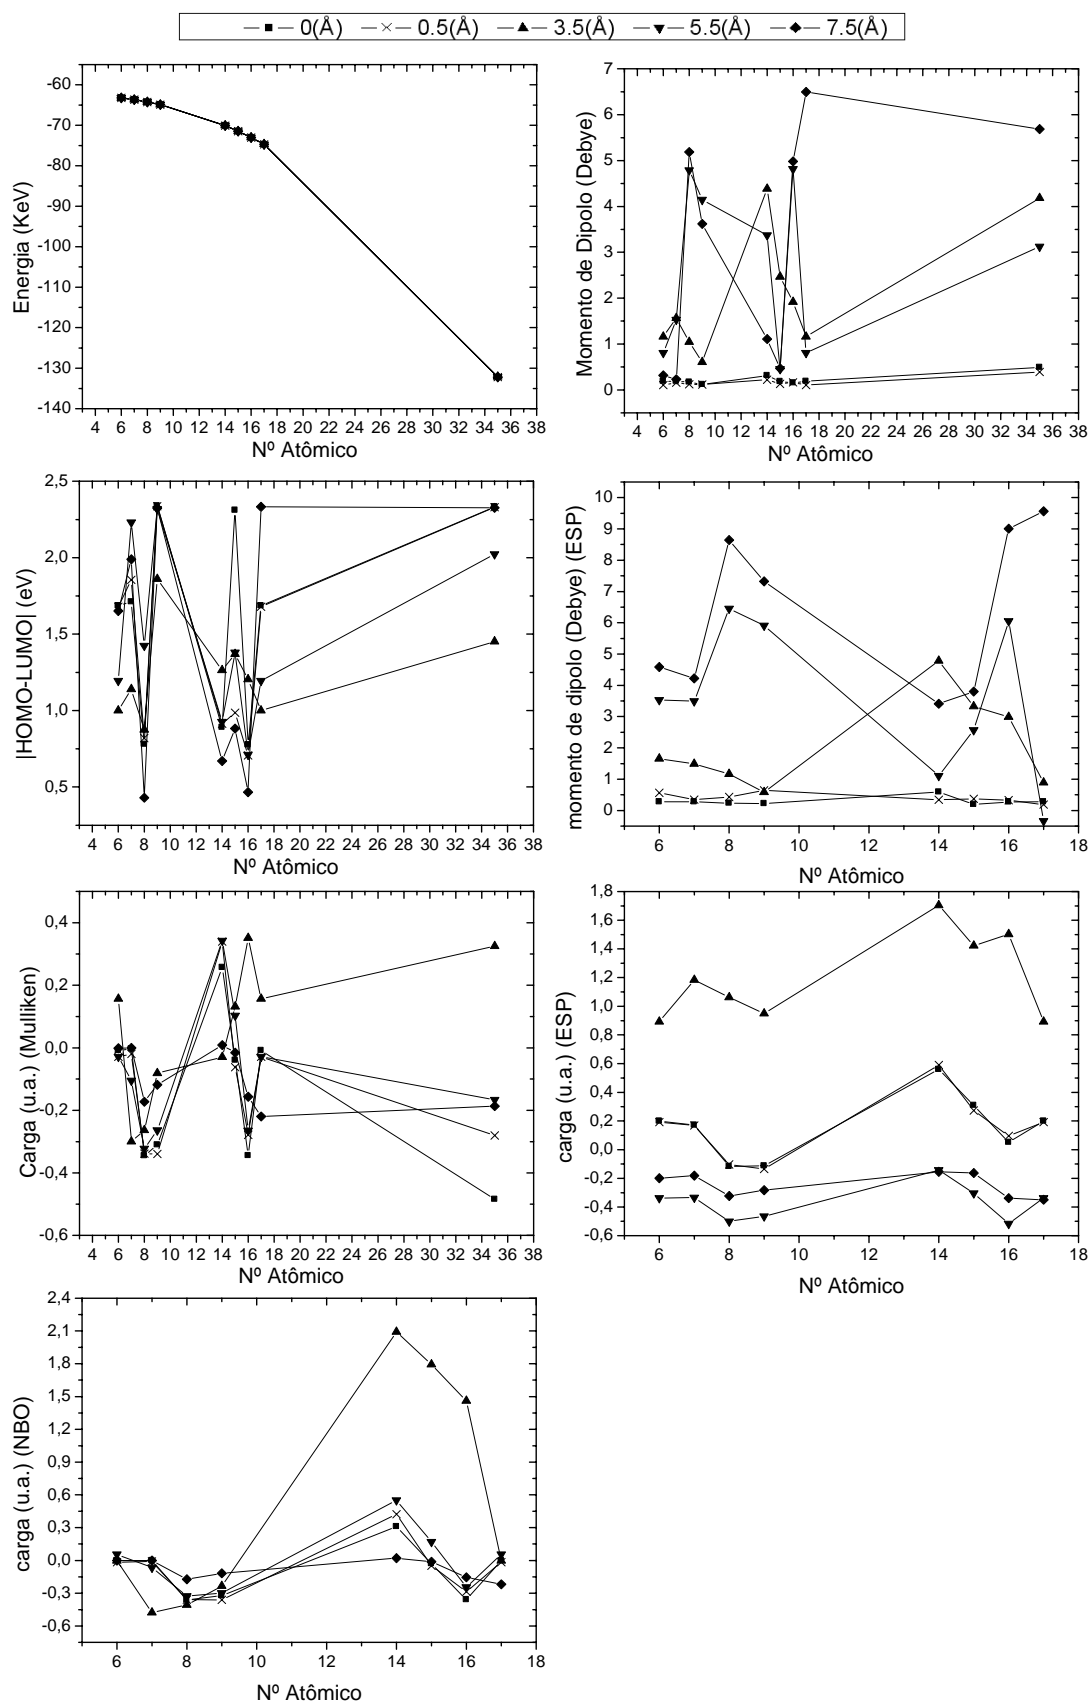 0(Å) 0.5(Å) 3.5(Å) 5.5(Å) 7.5(Å)
Energia (KeV)
-60
-70
-80
-90
-100
-110
-120
-130
-140
4 6 8 10 12 14 16 18 20 22 24 26 28 30 32 34 36 38
Nº Atômico
Momento de Dipolo (Debye)
7
6
5
4
3
2
1
0
4 6 8 10 12 14 16 18 20 22 24 26 28 30 32 34 36 38
Nº Atômico
|HOMO-LUMO| (eV)
2,5
2,0
1,5
1,0
0,5
4 6 8 10 12 14 16 18 20 22 24 26 28 30 32 34 36 38
Nº Atômico
momento de dipolo (Debye) (ESP)
10
9
8
7
6
5
4
3
2
1
0
6 8 10 12 14 16 18
Nº Atômico
Carga (u.a.) (Mulliken)
0,4
0,2
0,0
-0,2
-0,4
-0,6
4 6 8 10 12 14 16 18 20 22 24 26 28 30 32 34 36 38
Nº Atômico
carga (u.a.) (ESP)
1,8
1,6
1,4
1,2
1,0
0,8
0,6
0,4
0,2
0,0
-0,2
-0,4
-0,6
6 8 10 12 14 16 18
Nº Atômico
carga (u.a.) (NBO)
2,4
2,1
1,8
1,5
1,2
0,9
0,6
0,3
0,0
-0,3
-0,6
6 8 10 12 14 16 18
Nº Atômico